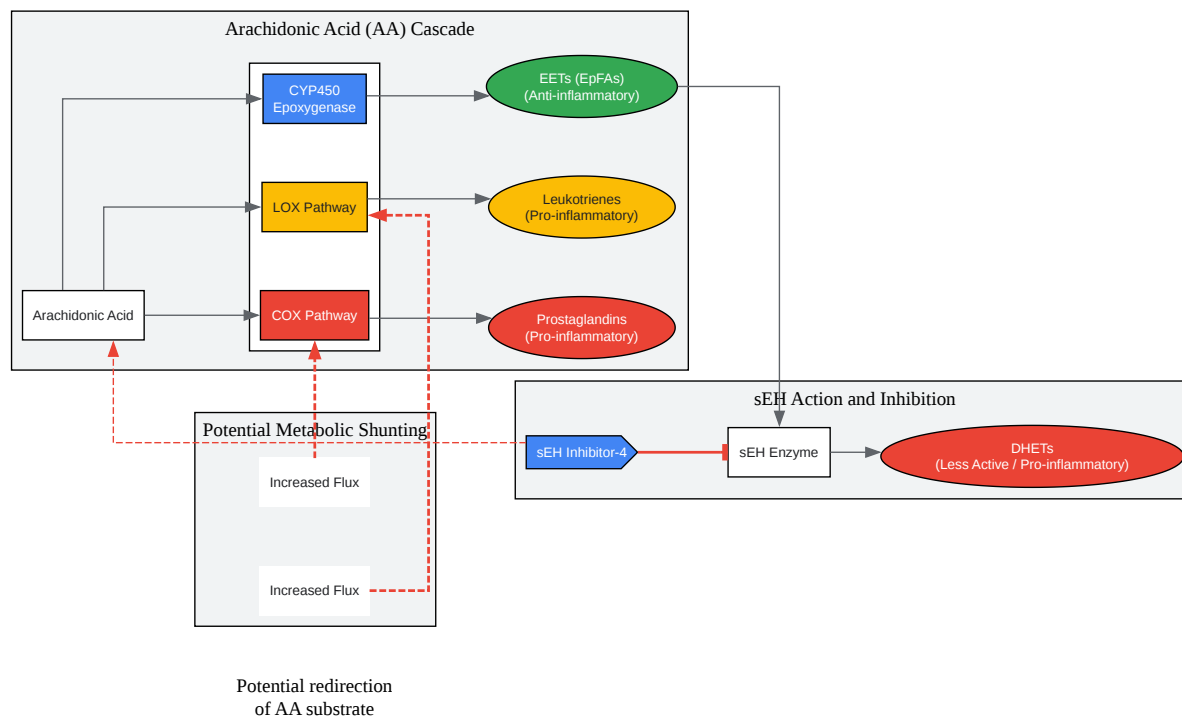 Arachidonic Acid (AA) Cascade
CYP450
Epoxygenase
EETs (EpFAs)
(Anti-inflammatory)
LOX Pathway
Leukotrienes
(Pro-inflammatory)
Arachidonic Acid
COX Pathway
Prostaglandins
(Pro-inflammatory)
sEH Action and Inhibition
sEH Inhibitor-4
sEH Enzyme
DHETs
(Less Active / Pro-inflammatory)
Potential Metabolic Shunting
Increased Flux
Increased Flux
Potential redirection
of AA substrate